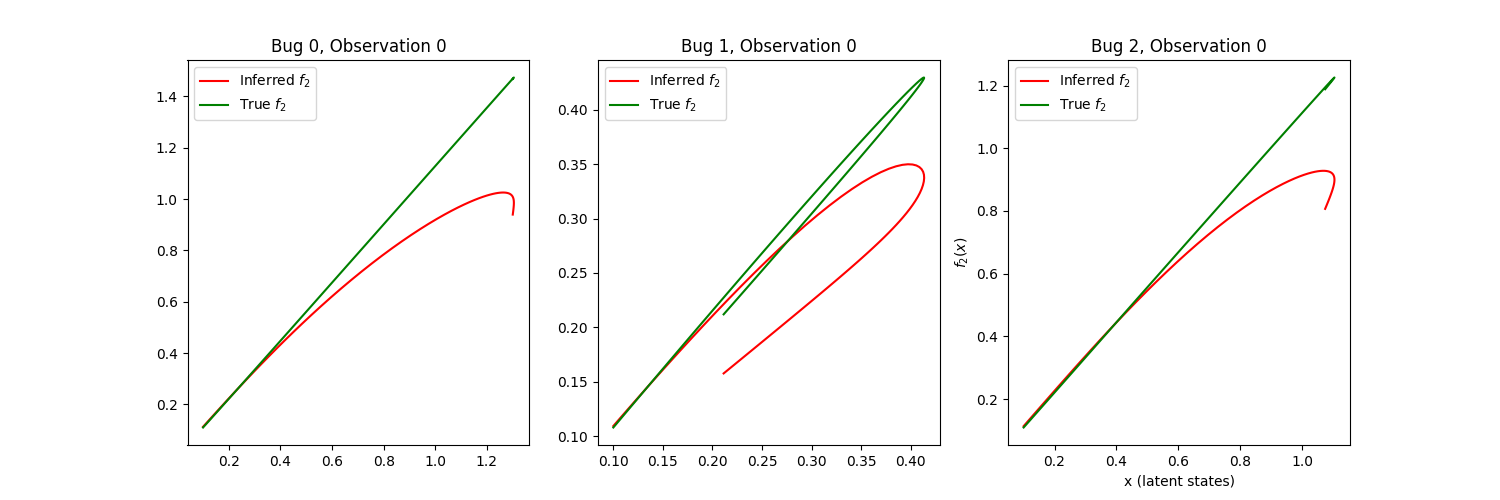 Bug 0, Observation 0
Inferred f₂
True f₂
1.4
1.2
1.0
0.8
0.6
0.4
0.2
0.2 0.4 0.6 0.8 1.0 1.2
Bug 1, Observation 0
Inferred f₂
True f₂
0.40
0.35
0.30
0.25
0.20
0.15
0.10
0.10 0.15 0.20 0.25 0.30 0.35 0.40
Bug 2, Observation 0
Inferred f₂
True f₂
f₂(x)
1.2
1.0
0.8
0.6
0.4
0.2
0.2 0.4 0.6 0.8 1.0
x (latent states)